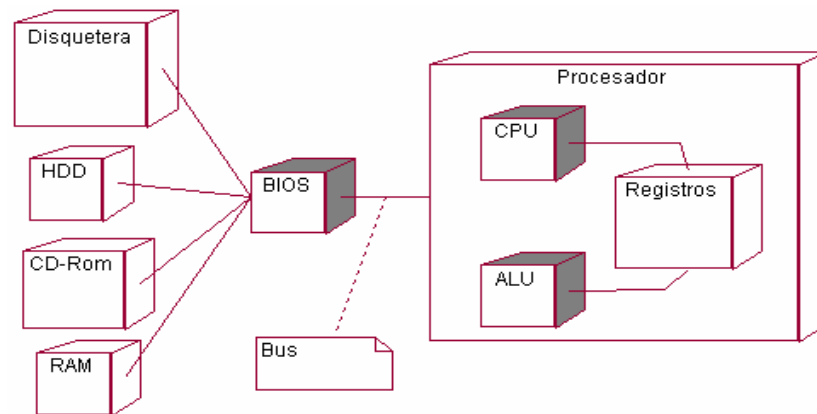 Disquetera
HDD
CD-Rom
RAM
BIOS
Bus
Procesador
CPU
Registros
ALU